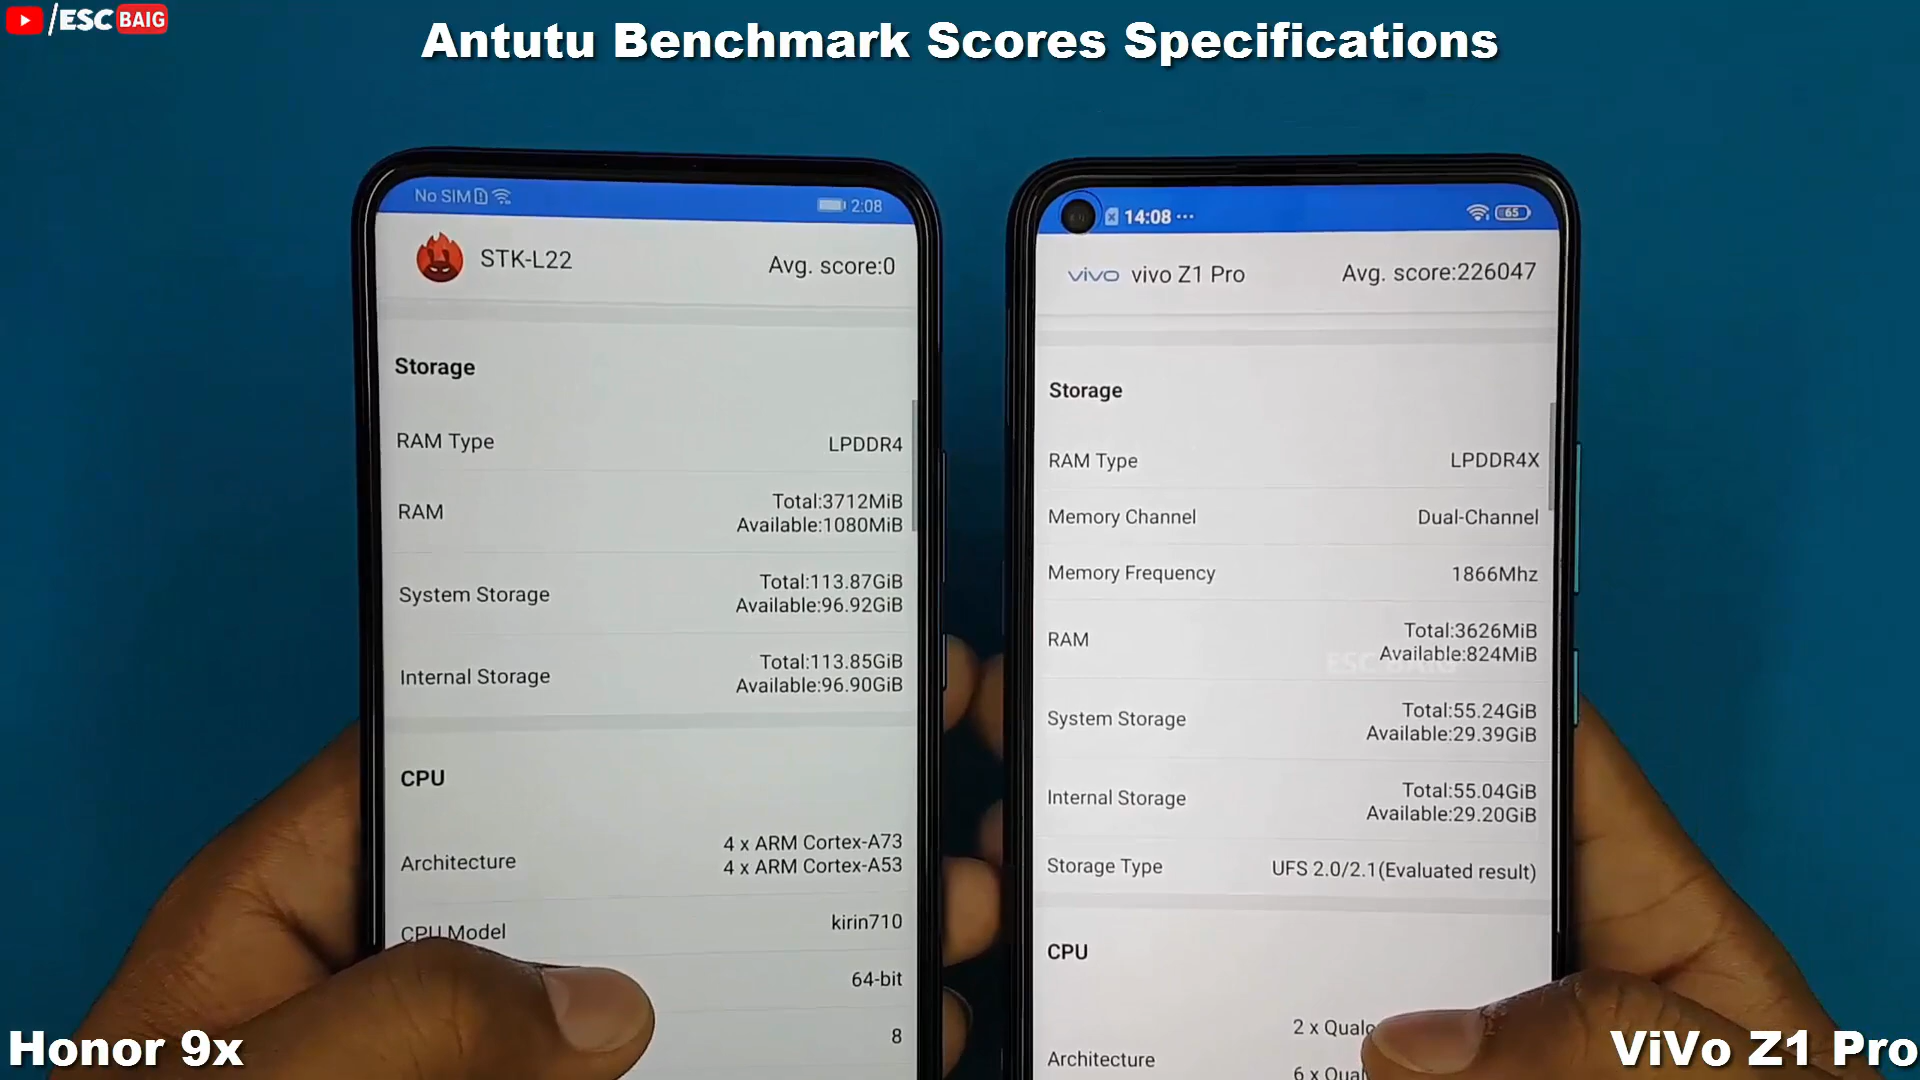 /ESC BAIG
Antutu Benchmark Scores Specifications
No SIM 2:08
STK-L22 Avg. score:0
Storage
RAM Type LPDDR4
RAM Total:3712MiB
Available:1080MiB
System Storage Total:113.87GiB
Available:96.92GiB
Internal Storage Total:113.85GiB
Available:96.90GiB
CPU
Architecture 4 x ARM Cortex-A73
4 x ARM Cortex-A53
CPU Model kirin710
64-bit
8
Honor 9x
14:08 ... 65
vivo vivo Z1 Pro Avg. score:226047
Storage
RAM Type LPDDR4X
Memory Channel Dual-Channel
Memory Frequency 1866Mhz
RAM Total:3626MiB
Available:824MiB
ESC BAIG
System Storage Total:55.24GiB
Available:29.39GiB
Internal Storage Total:55.04GiB
Available:29.20GiB
Storage Type UFS 2.0/2.1(Evaluated result)
CPU
Architecture 2 x
6 x
ViVo Z1 Pro